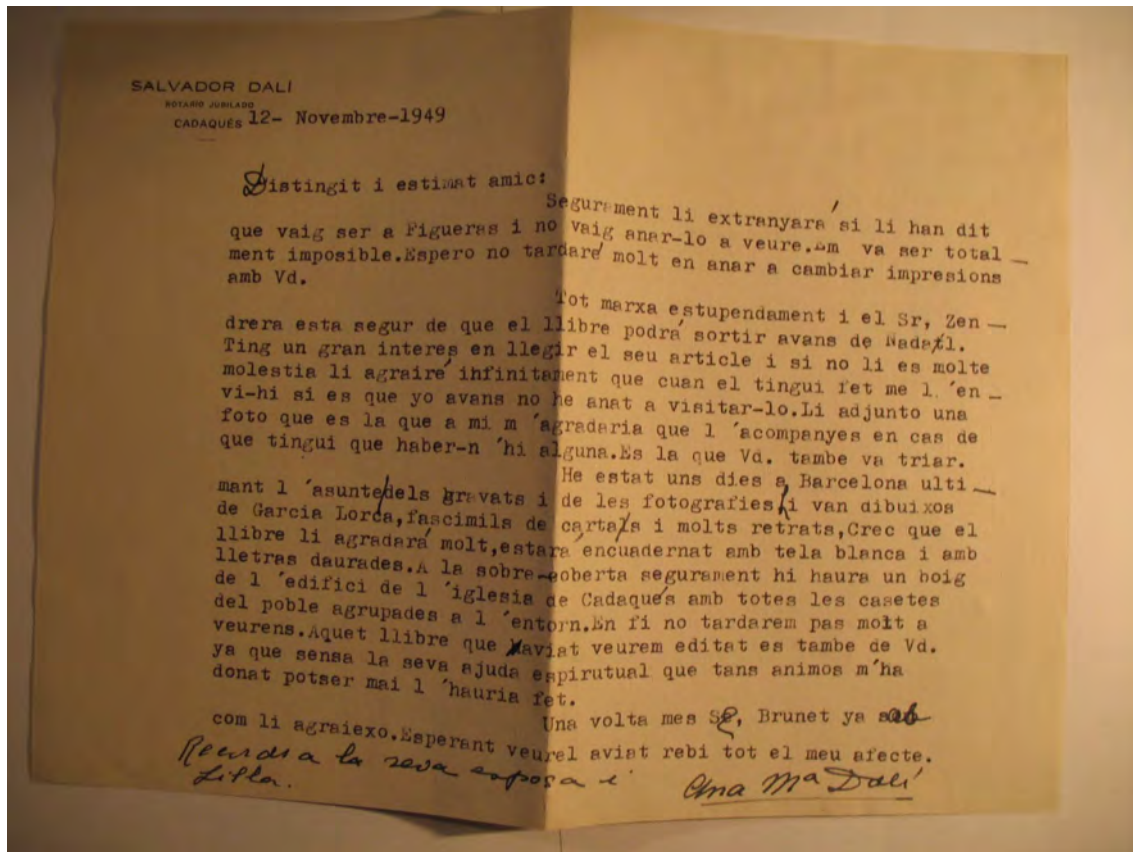 SALVADOR DALÍ
NOTARIO JUBILADO
CADAQUÉS 12- Novembre-1949
Distingit i estimat amic:
Segurament li extranyará si li han dit
que vaig ser a Figueras i no vaig anar-lo a veure.Em va ser total_
ment imposible.Espero no tardaré molt en anar a cambiar impresions
amb Vd.
Tot marxa estupendament i el Sr, Zen_
drera esta segur de que el llibre podrá sortir avans de Nadal.
Ting un gran interes en llegir el seu article i si no li es molte
molestia li agrairé infinitament que cuan el tingui fet me l ´en_
vi-hi si es que yo avans no he anat a visitar-lo.Li adjunto una
foto que es la que a mi m ´agradaria que l ´acompanyes en cas de
que tingui que haber-n ´hi alguna.Es la que Vd. tambe va triar.
He estat uns dies a Barcelona ulti_
mant l ´asunte dels gravats i de les fotografies,hi van dibuixos
de Garcia Lorca,fascimils de cartas i molts retrats,Crec que el
llibre li agradará molt,estará encuadernat amb tela blanca i amb
lletras daurades.A la sobre-coberta segurament hi haura un boig
de l ´edifici de l ´iglesia de Cadaqués amb totes les casetes
del poble agrupades a l ´entorn.En fi no tardarem pas molt a
veurens.Aquet llibre que aviat veurem editat es tambe de Vd.
ya que sensa la seva ajuda espirutual que tans animos m´ha
donat potser mai l ´hauria fet.
Una volta mes Sr, Brunet ya sab
com li agraiexo.Esperant veurel aviat rebi tot el meu afecte.
Records a la seva esposa i
filla.
Ana Mª Dalí